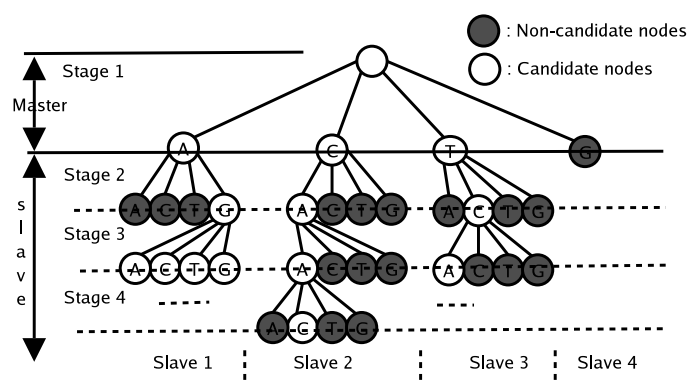 : Non-candidate nodes
: Candidate nodes
Stage 1
Master
A C T G
Stage 2
A C T G A C T G A C T G
Stage 3
A C T G A C T G A C T G
Stage 4
A C T G
slave
Slave 1 Slave 2 Slave 3 Slave 4